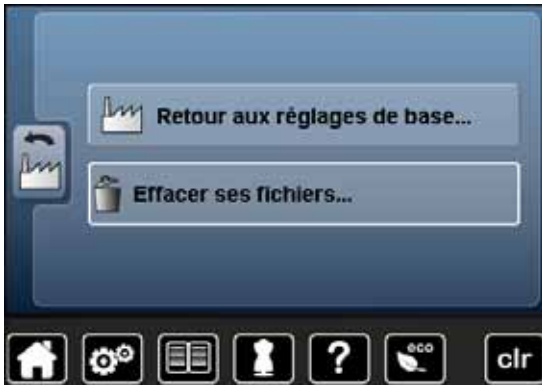 Retour aux réglages de base...
Effacer ses fichiers...
?
eco
clr